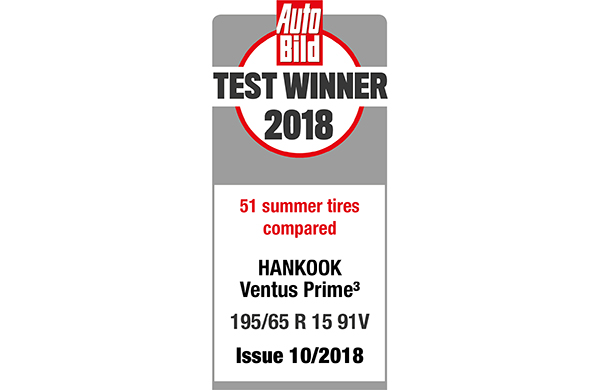 Auto
Bild
TEST WINNER
2018
51 summer tires
compared
HANKOOK
Ventus Prime³
195/65 R 15 91V
Issue 10/2018